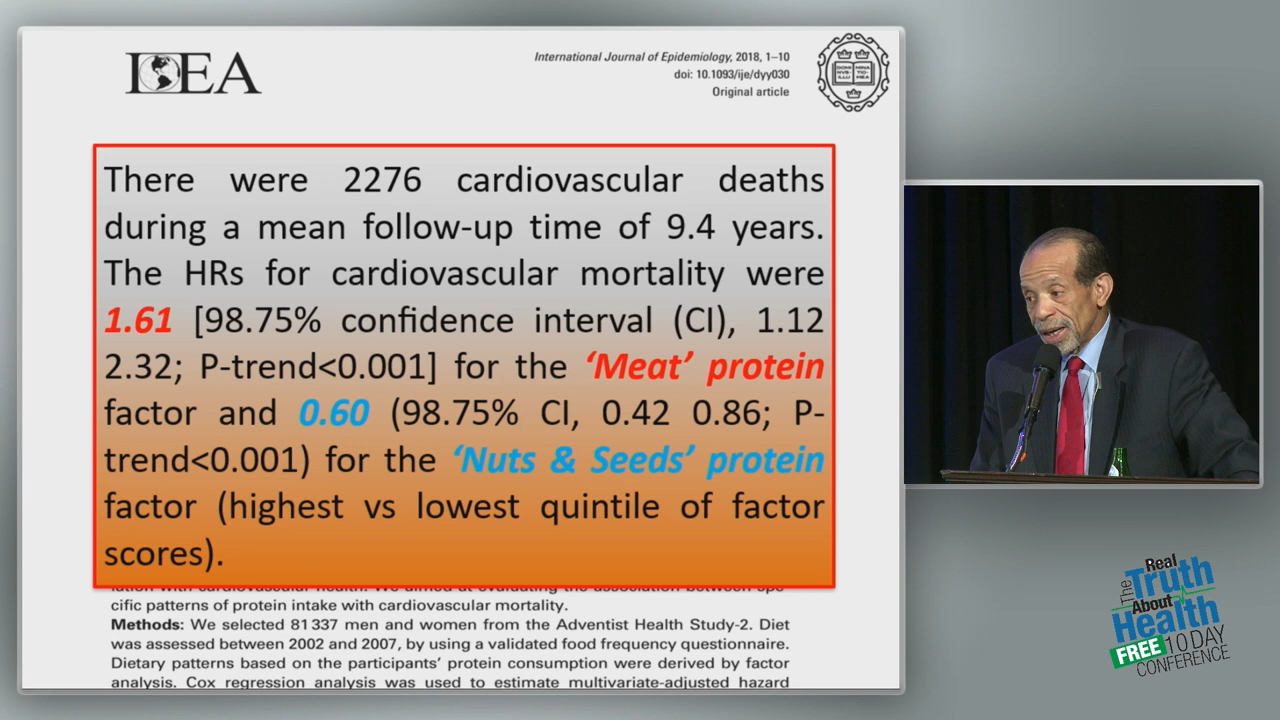 IEA
International Journal of Epidemiology, 2018, 1–10
doi: 10.1093/ije/dyy030
Original article
There were 2276 cardiovascular deaths
during a mean follow-up time of 9.4 years.
The HRs for cardiovascular mortality were
1.61 [98.75% confidence interval (CI), 1.12
2.32; P-trend<0.001] for the ‘Meat’ protein
factor and 0.60 (98.75% CI, 0.42 0.86; P-
trend<0.001) for the ‘Nuts & Seeds’ protein
factor (highest vs lowest quintile of factor
scores).
cific patterns of protein intake with cardiovascular mortality.
Methods: We selected 81 337 men and women from the Adventist Health Study-2. Diet
was assessed between 2002 and 2007, by using a validated food frequency questionnaire.
Dietary patterns based on the participants’ protein consumption were derived by factor
analysis. Cox regression analysis was used to estimate multivariate-adjusted hazard
The Real
Truth
About
Health
FREE 10 DAY
CONFERENCE